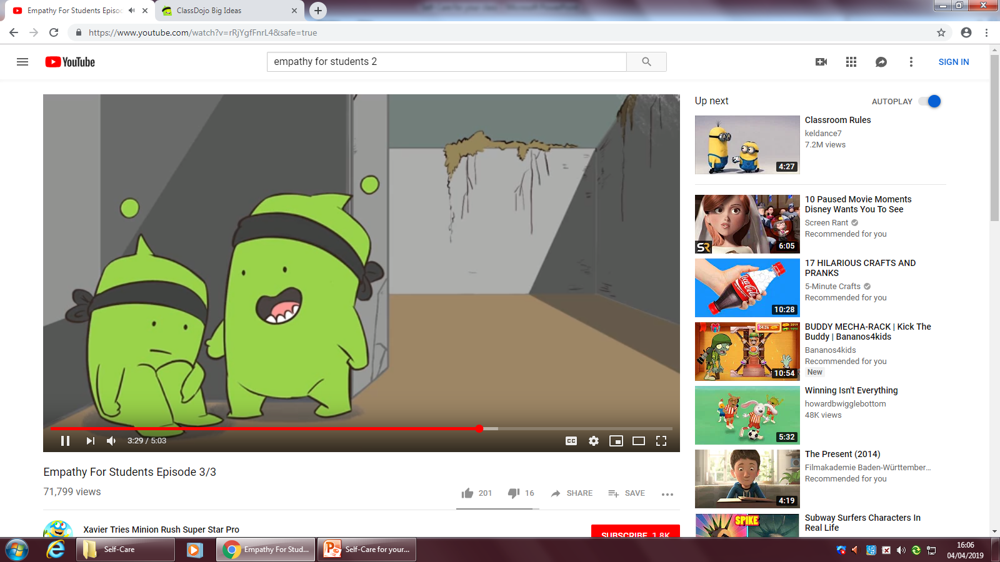 Empathy For Students Episo
ClassDojo Big Ideas
https://www.youtube.com/watch?v=rRjYgfFnrL4&safe=true
YouTube
empathy for students 2
SIGN IN
3:29 / 5:03
CC
Empathy For Students Episode 3/3
71,799 views
201
16
SHARE
SAVE
Xavier Tries Minion Rush Super Star Pro
SUBSCRIBE 1.8K
Up next
AUTOPLAY
4:27
Classroom Rules
keldance7
7.2M views
SR
6:05
10 Paused Movie Moments
Disney Wants You To See
Screen Rant
Recommended for you
Coca-Cola
10:28
17 HILARIOUS CRAFTS AND
PRANKS
5-Minute Crafts
Recommended for you
10:54
BUDDY MECHA-RACK | Kick The
Buddy | Bananos4kids
Bananos4kids
Recommended for you
New
5:32
Winning Isn't Everything
howardbwigglebottom
48K views
4:19
The Present (2014)
Filmakademie Baden-Württember...
Recommended for you
SPIKE
Subway Surfers Characters In
Real Life
Self-Care
Empathy For Stud...
Self-Care for your...
16:06
04/04/2019